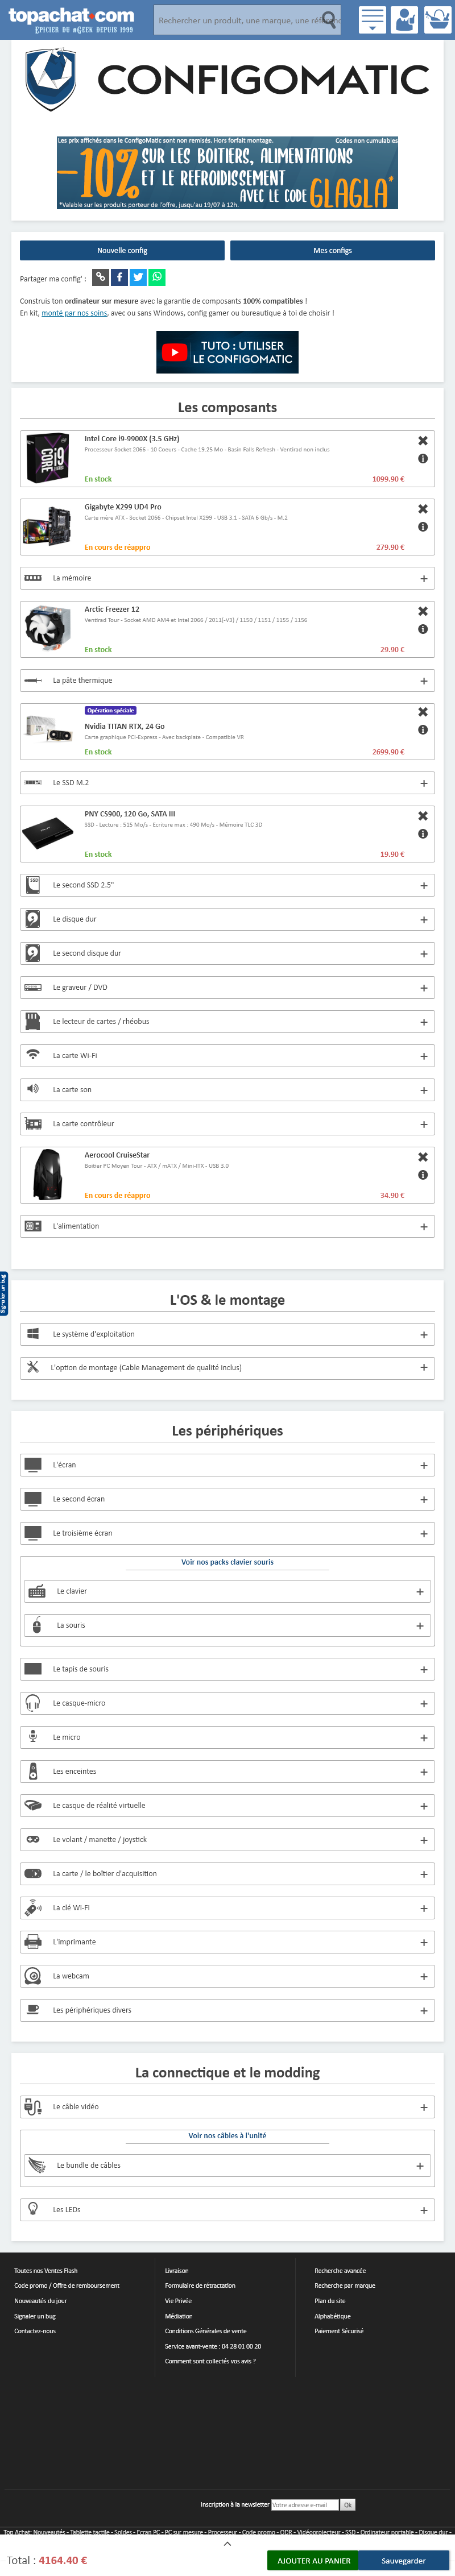 topachat.com
Epicier du #Geek depuis 1999
Rechercher un produit, une marque, une référence
CONFIGOMATIC
Les prix affichés dans le ConfigoMatic sont non remisés. Hors forfait montage.
Codes non cumulables
-10% SUR LES BOITIERS, ALIMENTATIONS
ET LE REFROIDISSEMENT
AVEC LE CODE GLAGLA*
*Valable sur les produits porteur de l'offre, jusqu'au 19/07 à 12h.
Nouvelle config
Mes configs
Partager ma config' :
Construis ton ordinateur sur mesure avec la garantie de composants 100% compatibles !
En kit, monté par nos soins, avec ou sans Windows, config gamer ou bureautique à toi de choisir !
TUTO : UTILISER
LE CONFIGOMATIC
Les composants
Intel Core i9-9900X (3.5 GHz)
Processeur Socket 2066 - 10 Coeurs - Cache 19.25 Mo - Basin Falls Refresh - Ventirad non inclus
En stock
1099.90 €
Gigabyte X299 UD4 Pro
Carte mère ATX - Socket 2066 - Chipset Intel X299 - USB 3.1 - SATA 6 Gb/s - M.2
En cours de réappro
279.90 €
La mémoire
Arctic Freezer 12
Ventirad Tour - Socket AMD AM4 et Intel 2066 / 2011(-V3) / 1150 / 1151 / 1155 / 1156
En stock
29.90 €
La pâte thermique
Opération spéciale
Nvidia TITAN RTX, 24 Go
Carte graphique PCI-Express - Avec backplate - Compatible VR
En stock
2699.90 €
Le SSD M.2
PNY CS900, 120 Go, SATA III
SSD - Lecture : 515 Mo/s - Ecriture max : 490 Mo/s - Mémoire TLC 3D
En stock
19.90 €
Le second SSD 2.5"
Le disque dur
Le second disque dur
Le graveur / DVD
Le lecteur de cartes / rhéobus
La carte Wi-Fi
La carte son
La carte contrôleur
Aerocool CruiseStar
Boitier PC Moyen Tour - ATX / mATX / Mini-ITX - USB 3.0
En cours de réappro
34.90 €
L'alimentation
Signaler un bug
L'OS & le montage
Le système d'exploitation
L'option de montage (Cable Management de qualité inclus)
Les périphériques
L'écran
Le second écran
Le troisième écran
Voir nos packs clavier souris
Le clavier
La souris
Le tapis de souris
Le casque-micro
Le micro
Les enceintes
Le casque de réalité virtuelle
Le volant / manette / joystick
La carte / le boîtier d'acquisition
La clé Wi-Fi
L'imprimante
La webcam
Les périphériques divers
La connectique et le modding
Le câble vidéo
Voir nos câbles à l'unité
Le bundle de câbles
Les LEDs
Toutes nos Ventes Flash
Code promo / Offre de remboursement
Nouveautés du jour
Signaler un bug
Contactez-nous
Livraison
Formulaire de rétractation
Vie Privée
Médiation
Conditions Générales de vente
Service avant-vente : 04 28 01 00 20
Comment sont collectés vos avis ?
Recherche avancée
Recherche par marque
Plan du site
Alphabétique
Paiement Sécurisé
Inscription à la newsletter
Votre adresse e-mail
Ok
Top Achat: Nouveautés - Tablette tactile - Soldes - Ecran PC - PC sur mesure - Processeur - Code promo - ODR - Vidéoprojecteur - SSD - Ordinateur portable - Disque dur -
Total : 4164.40 €
AJOUTER AU PANIER
Sauvegarder